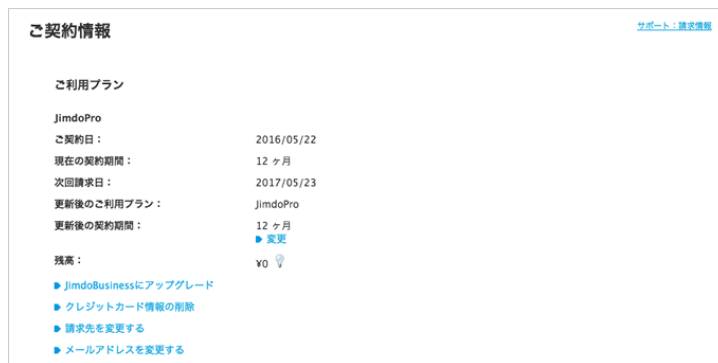 ご契約情報
サポート：請求情報
ご利用プラン
JimdoPro
ご契約日： 2016/05/22
現在の契約期間： 12 ヶ月
次回請求日： 2017/05/23
更新後のご利用プラン： JimdoPro
更新後の契約期間： 12 ヶ月
変更
残高： ¥0
JimdoBusinessにアップグレード
クレジットカード情報の削除
請求先を変更する
メールアドレスを変更する